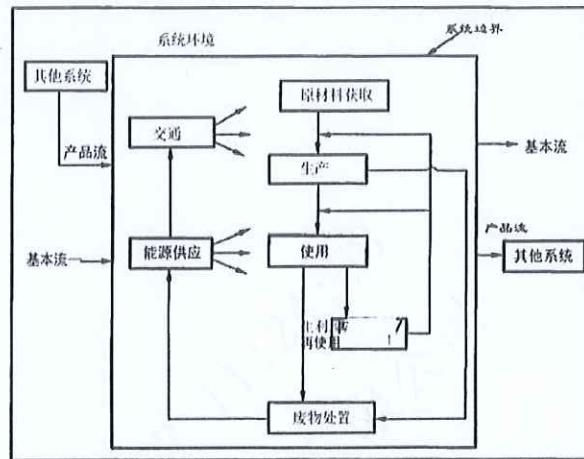 系统环境
系统边界
其他系统
原材料获取
交通
产品流
基本流
生产
产品流
基本流
能源供应
使用
其他系统
再使用
废物处置